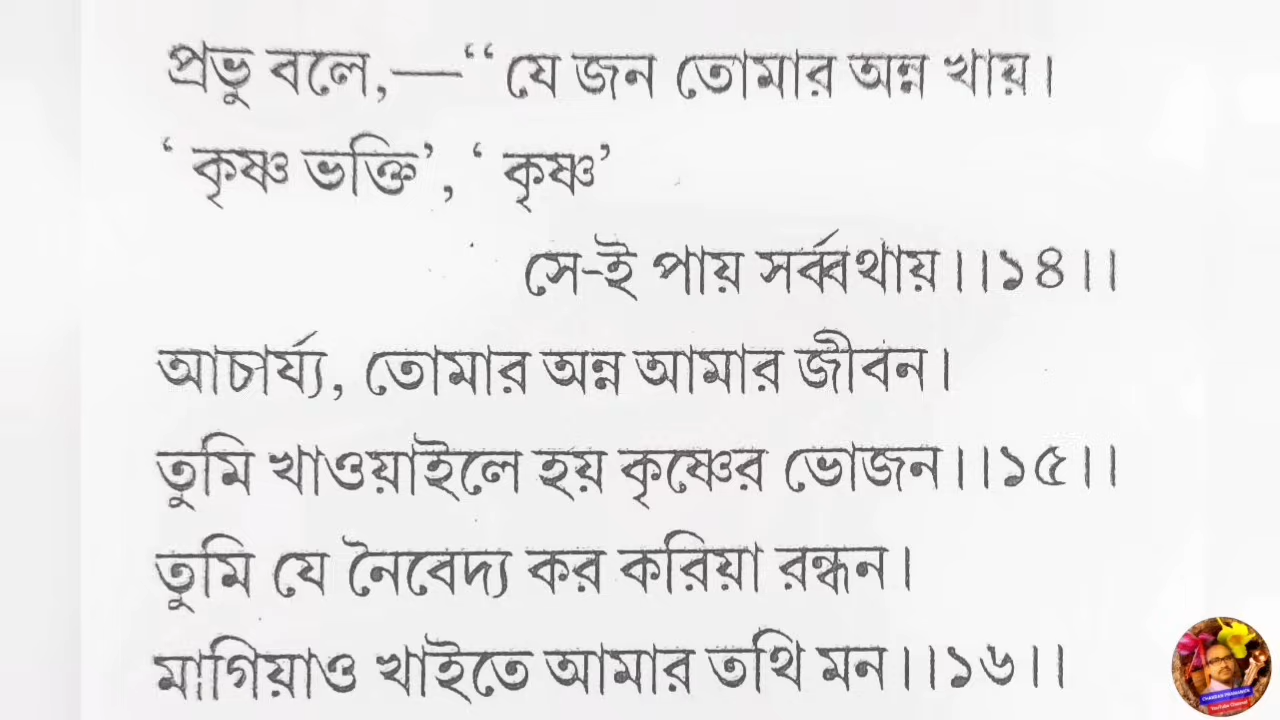 প্রভু বলে,—“যে জন তোমার অন্ন খায়।
‘কৃষ্ণ ভক্তি’, ‘কৃষ্ণ’
সে-ই পায় সর্ব্বথায়।।১৪।।
আচার্য্য, তোমার অন্ন আমার জীবন।
তুমি খাওয়াইলে হয় কৃষ্ণের ভোজন।।১৫।।
তুমি যে নৈবেদ্য কর করিয়া রন্ধন।
মাগিয়াও খাইতে আমার তথি মন।।১৬।।